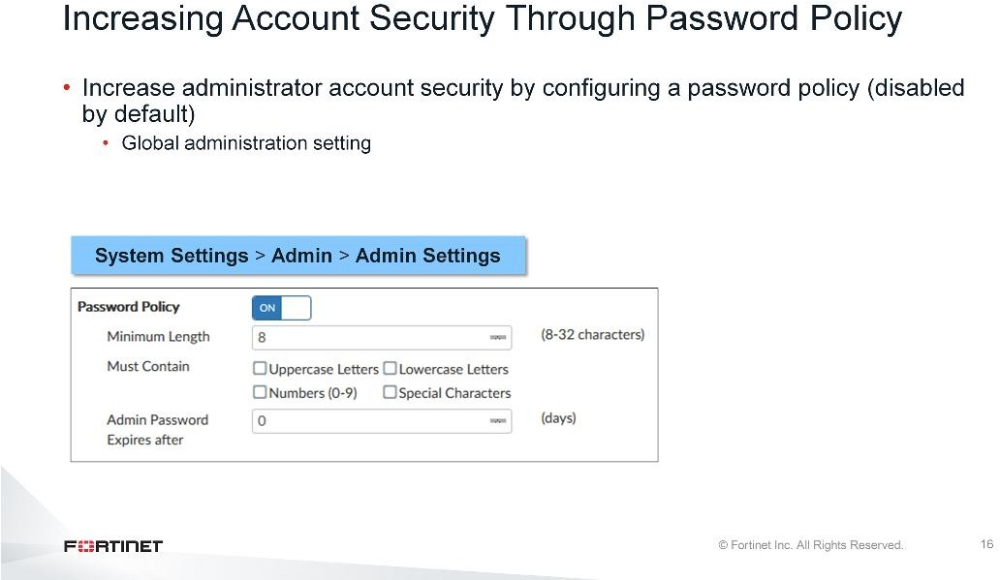 Increasing Account Security Through Password Policy
• Increase administrator account security by configuring a password policy (disabled
by default)
• Global administration setting
System Settings > Admin > Admin Settings
Password Policy ON
Minimum Length 8 (8-32 characters)
Must Contain Uppercase Letters Lowercase Letters
Numbers (0-9) Special Characters
Admin Password 0 (days)
Expires after
FORTINET © Fortinet Inc. All Rights Reserved. 16